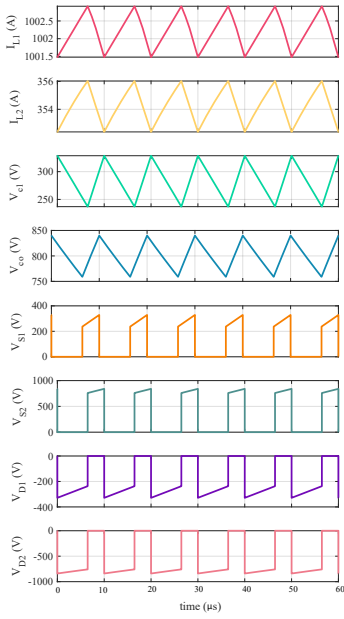 I_L1 (A)
1002.5
1002
1001.5
I_L2 (A)
356
354
V_c1 (V)
300
250
V_co (V)
850
800
750
V_S1 (V)
400
200
0
V_S2 (V)
1000
500
0
V_D1 (V)
0
-200
-400
V_D2 (V)
0
-500
-1000
0 10 20 30 40 50 60
time (μs)